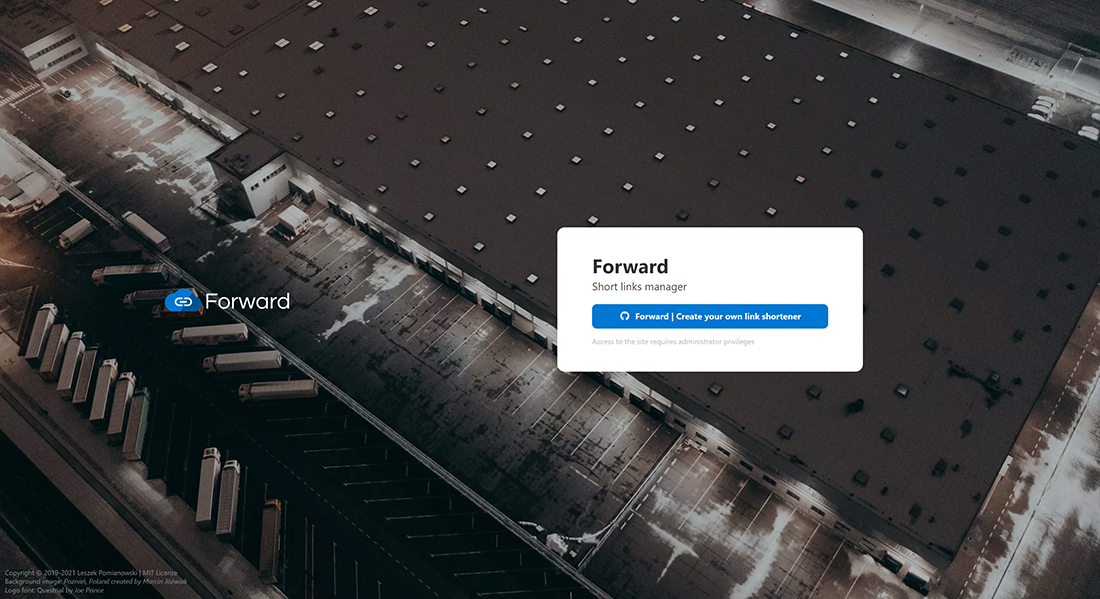 Forward
Forward
Short links manager
Forward | Create your own link shortener
Access to the site requires administrator privileges
Copyright © 2019-2021 Leszek Pomianowski | MIT License
Background image: Poznań, Poland created by Marcin Jóźwiak
Logo font: Questrial by Joe Prince